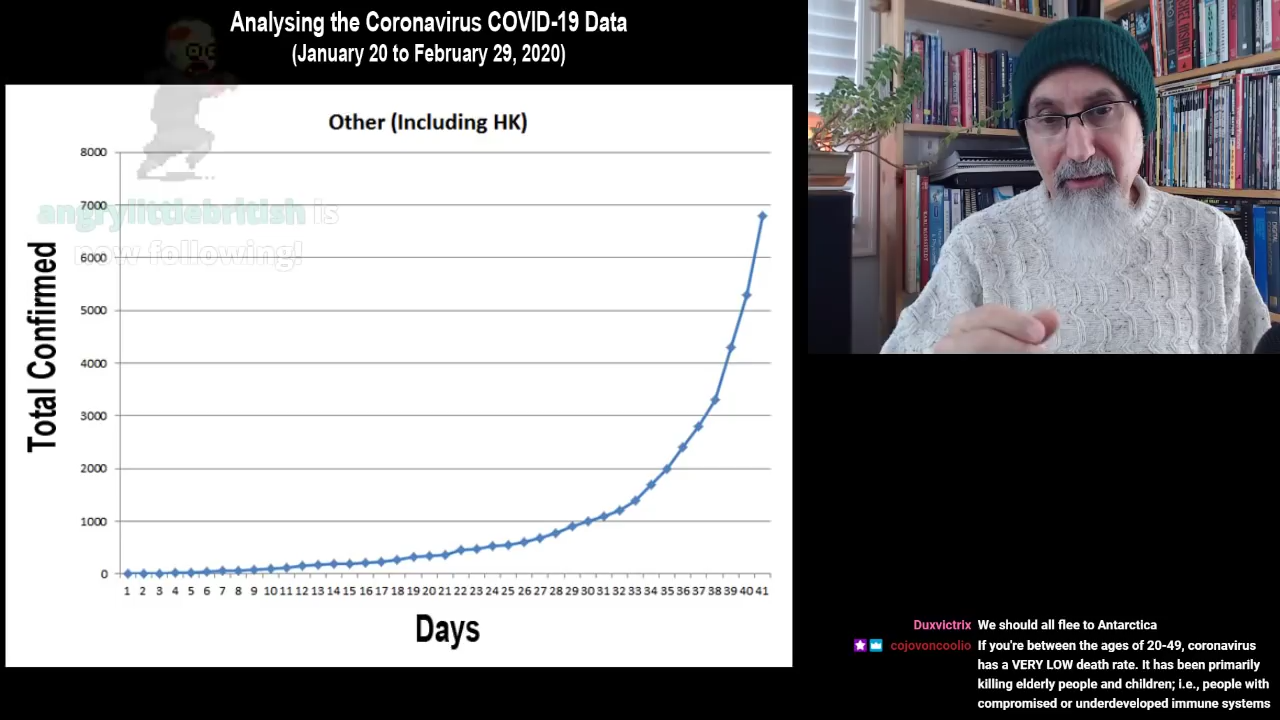 Analysing the Coronavirus COVID-19 Data
(January 20 to February 29, 2020)
Other (Including HK)
angrylittlebritish is
now following!
Total Confirmed
8000
7000
6000
5000
4000
3000
2000
1000
0
1 2 3 4 5 6 7 8 9 10 11 12 13 14 15 16 17 18 19 20 21 22 23 24 25 26 27 28 29 30 31 32 33 34 35 36 37 38 39 40 41
Days
Duxvictrix We should all flee to Antarctica
cojovoncoolio If you're between the ages of 20-49, coronavirus
has a VERY LOW death rate. It has been primarily
killing elderly people and children; i.e., people with
compromised or underdeveloped immune systems